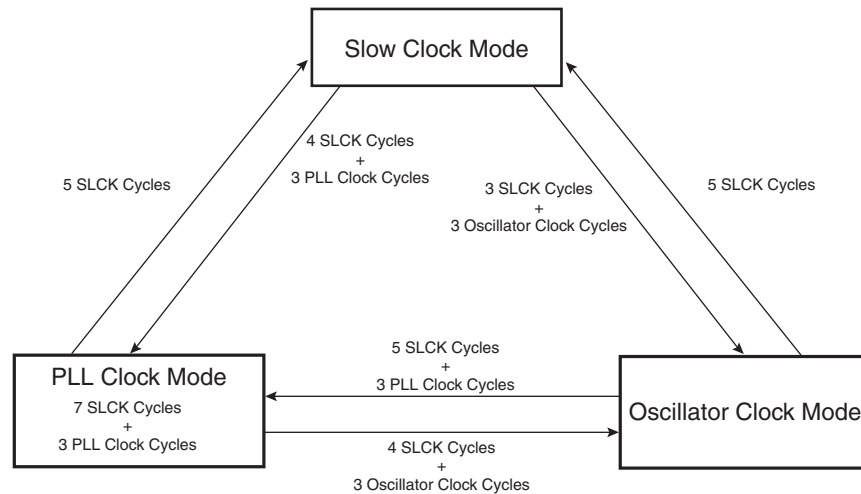 Slow Clock Mode
4 SLCK Cycles
+
3 PLL Clock Cycles
5 SLCK Cycles
3 SLCK Cycles
+
3 Oscillator Clock Cycles
5 SLCK Cycles
5 SLCK Cycles
+
3 PLL Clock Cycles
PLL Clock Mode
7 SLCK Cycles
+
3 PLL Clock Cycles
Oscillator Clock Mode
4 SLCK Cycles
+
3 Oscillator Clock Cycles